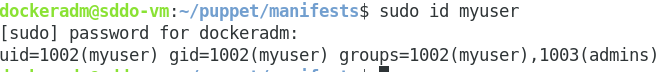 dockeradm@sddo-vm:~/puppet/manifests$ sudo id myuser
[sudo] password for dockeradm:
uid=1002(myuser) gid=1002(myuser) groups=1002(myuser),1003(admins)